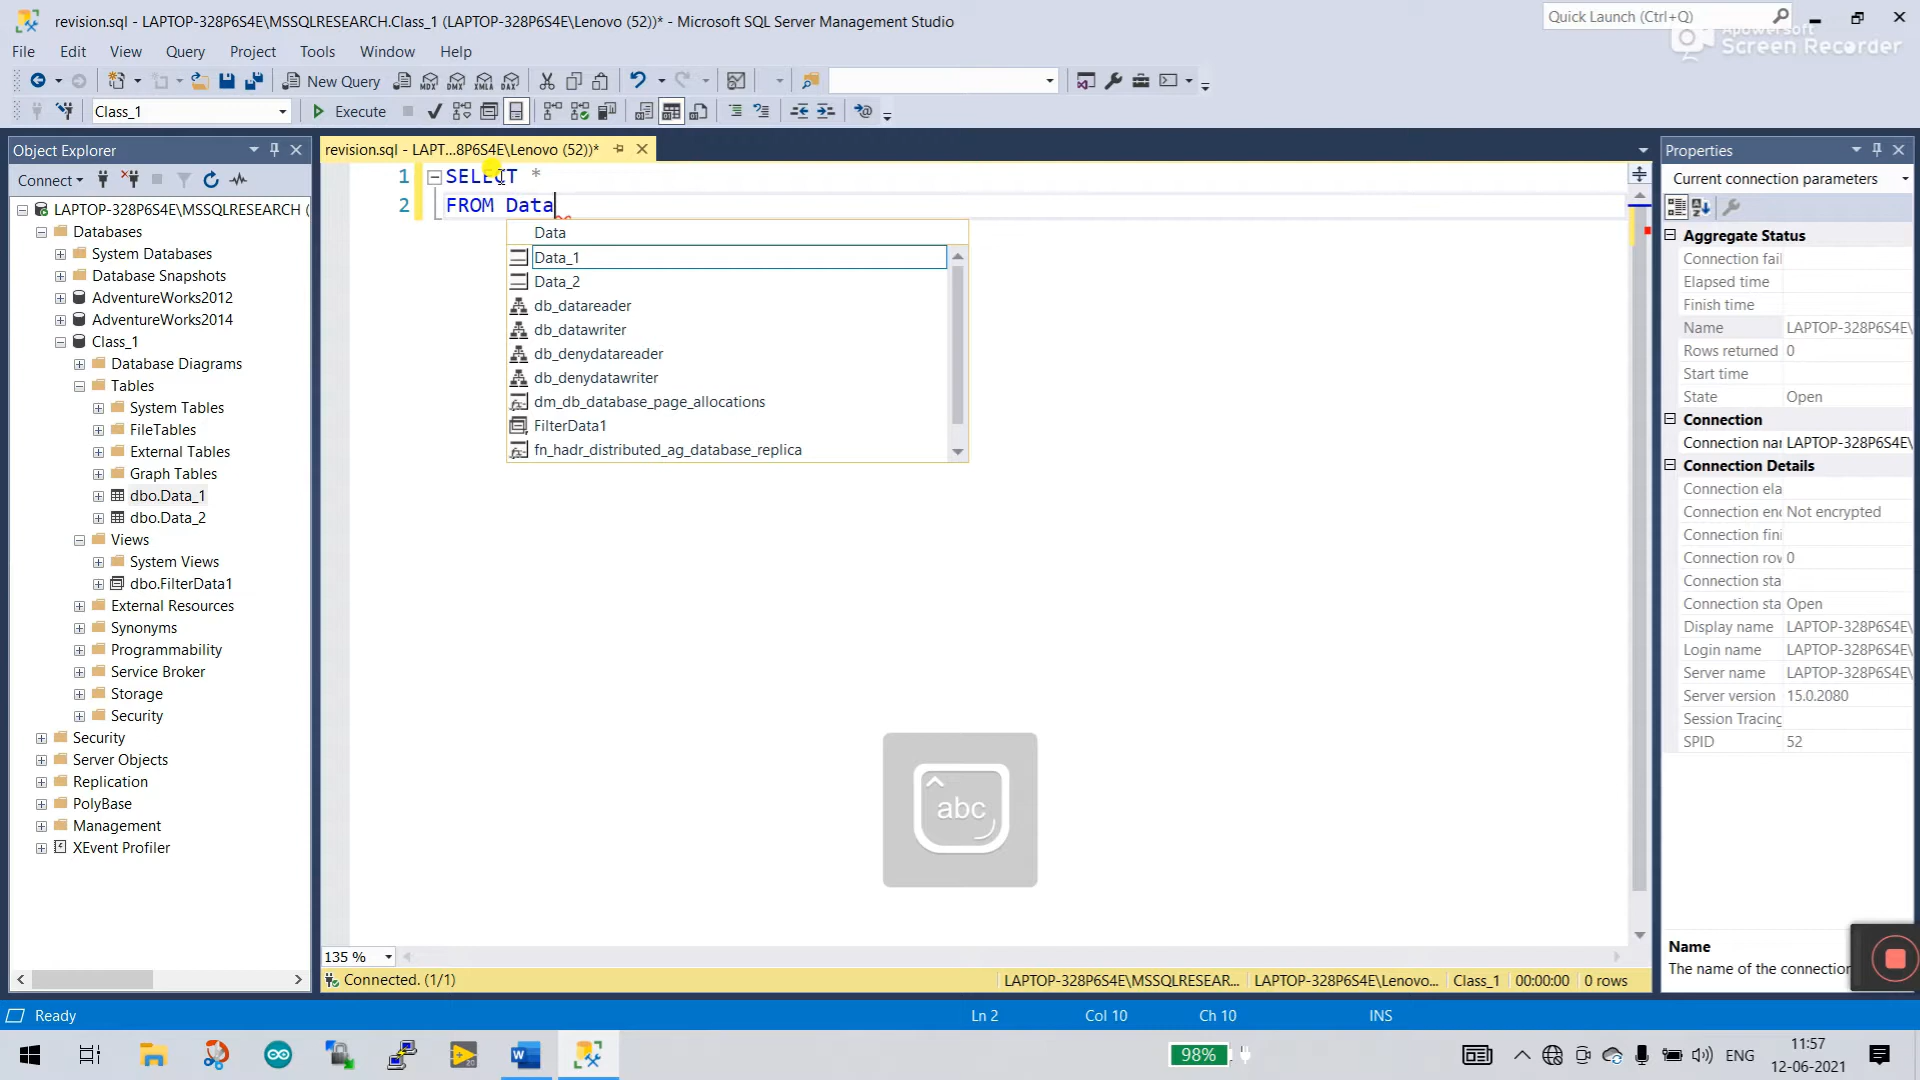 revision.sql - LAPTOP-328P6S4E\MSSQLRESEARCH.Class_1 (LAPTOP-328P6S4E\Lenovo (52))* - Microsoft SQL Server Management Studio
Quick Launch (Ctrl+Q)
Apowersoft
Screen Recorder
File Edit View Query Project Tools Window Help
New Query MDX DMX XMLA DAX
Class_1 Execute
Object Explorer
Connect
LAPTOP-328P6S4E\MSSQLRESEARCH (
Databases
System Databases
Database Snapshots
AdventureWorks2012
AdventureWorks2014
Class_1
Database Diagrams
Tables
System Tables
FileTables
External Tables
Graph Tables
dbo.Data_1
dbo.Data_2
Views
System Views
dbo.FilterData1
External Resources
Synonyms
Programmability
Service Broker
Storage
Security
Security
Server Objects
Replication
PolyBase
Management
XEvent Profiler
revision.sql - LAPT...8P6S4E\Lenovo (52))*
1 SELECT *
2 FROM Data
Data
Data_1
Data_2
db_datareader
db_datawriter
db_denydatareader
db_denydatawriter
dm_db_database_page_allocations
FilterData1
fn_hadr_distributed_ag_database_replica
abc
135 %
Connected. (1/1) LAPTOP-328P6S4E\MSSQLRESEAR... LAPTOP-328P6S4E\Lenovo... Class_1 00:00:00 0 rows
Properties
Current connection parameters
Aggregate Status
Connection fail
Elapsed time
Finish time
Name LAPTOP-328P6S4E\
Rows returned 0
Start time
State Open
Connection
Connection nar LAPTOP-328P6S4E\
Connection Details
Connection ela
Connection enc Not encrypted
Connection fini
Connection rov 0
Connection sta
Connection sta Open
Display name LAPTOP-328P6S4E\
Login name LAPTOP-328P6S4E\
Server name LAPTOP-328P6S4E\
Server version 15.0.2080
Session Tracing
SPID 52
Name
The name of the connection
Ready Ln 2 Col 10 Ch 10 INS
98% ENG 11:57
12-06-2021